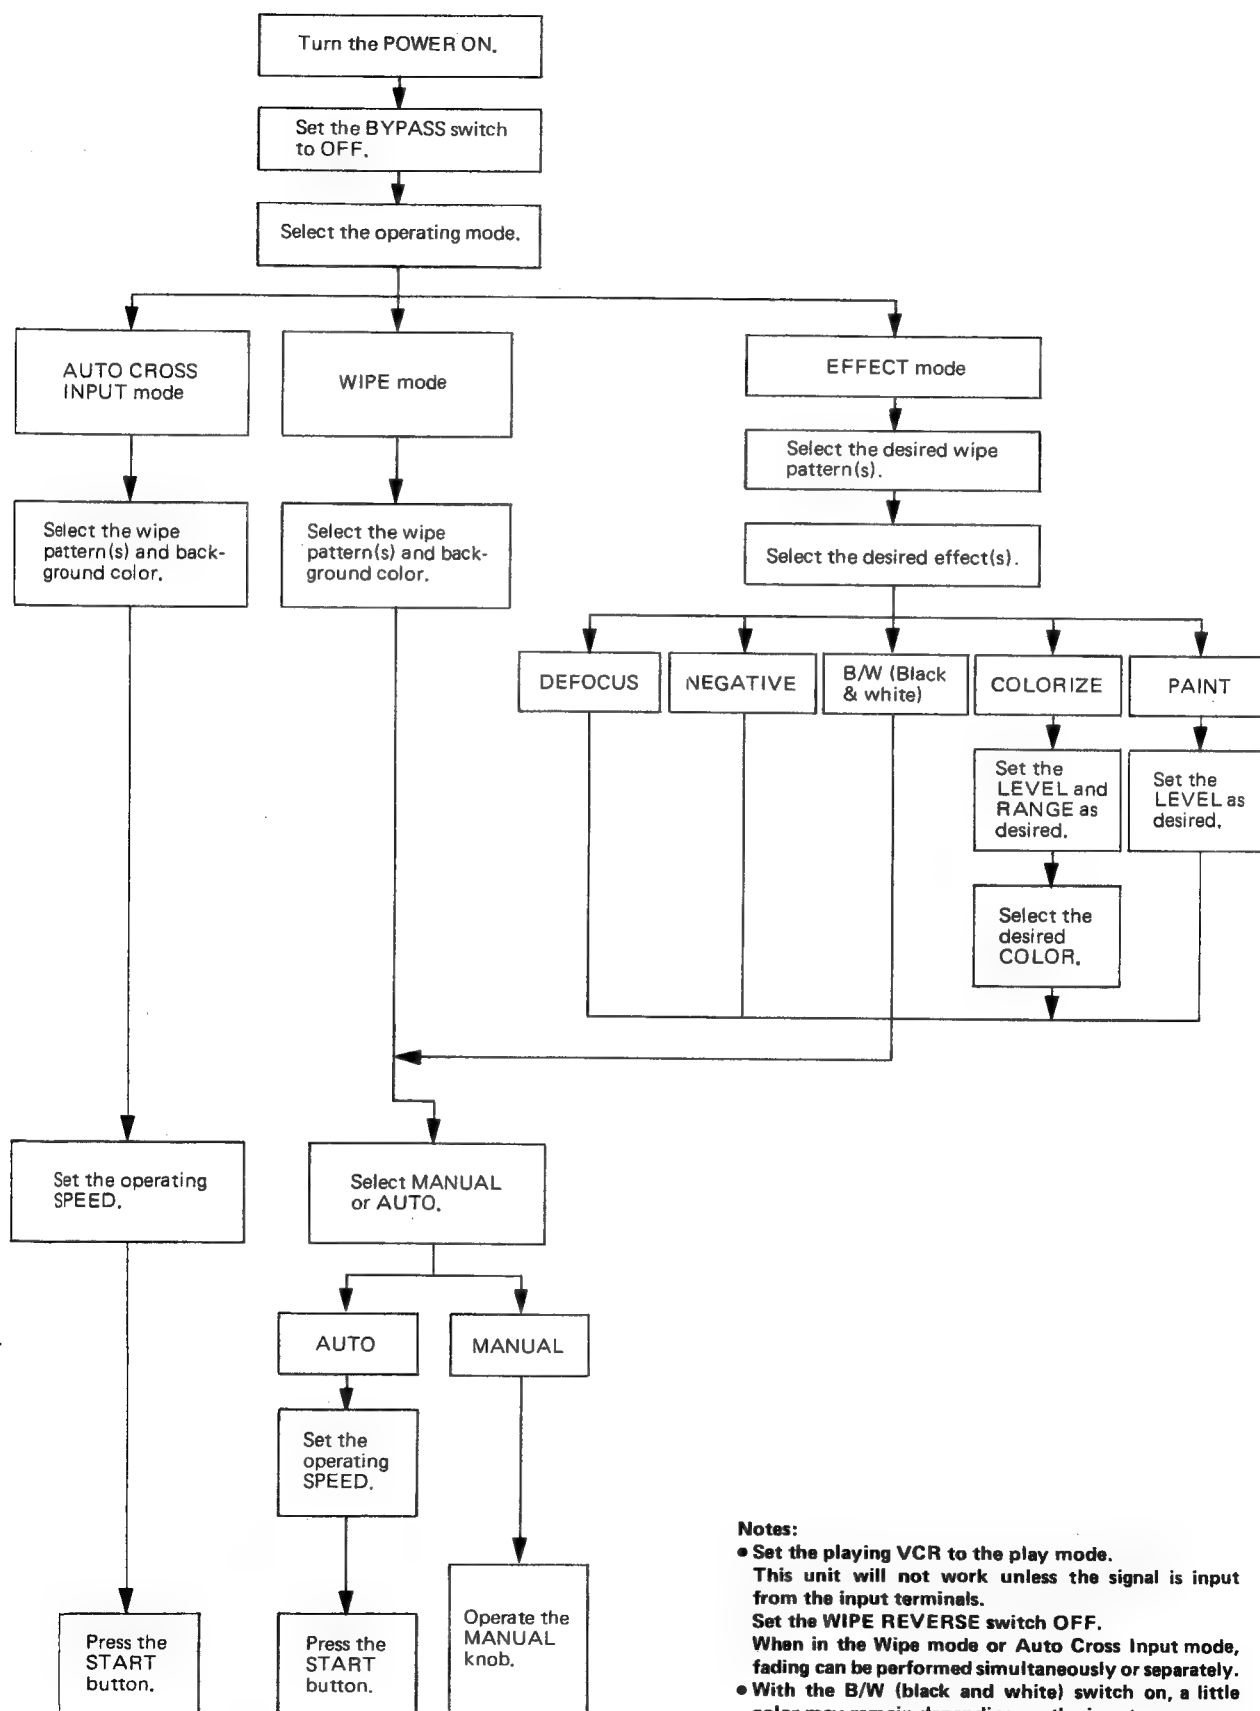 Turn the POWER ON.
Set the BYPASS switch
to OFF.
Select the operating mode.
AUTO CROSS
INPUT mode
WIPE mode
EFFECT mode
Select the desired wipe
pattern(s).
Select the wipe
pattern(s) and back-
ground color.
Select the wipe
pattern(s) and back-
ground color.
Select the desired effect(s).
DEFOCUS
NEGATIVE
B/W (Black
& white)
COLORIZE
PAINT
Set the
LEVEL and
RANGE as
desired.
Set the
LEVEL as
desired.
Select the
desired
COLOR.
Set the operating
SPEED.
Select MANUAL
or AUTO.
AUTO
MANUAL
Set the
operating
SPEED.
Press the
START
button.
Press the
START
button.
Operate the
MANUAL
knob.
Notes:
● Set the playing VCR to the play mode.
This unit will not work unless the signal is input
from the input terminals.
Set the WIPE REVERSE switch OFF.
When in the Wipe mode or Auto Cross Input mode,
fading can be performed simultaneously or separately.
● With the B/W (black and white) switch on, a little